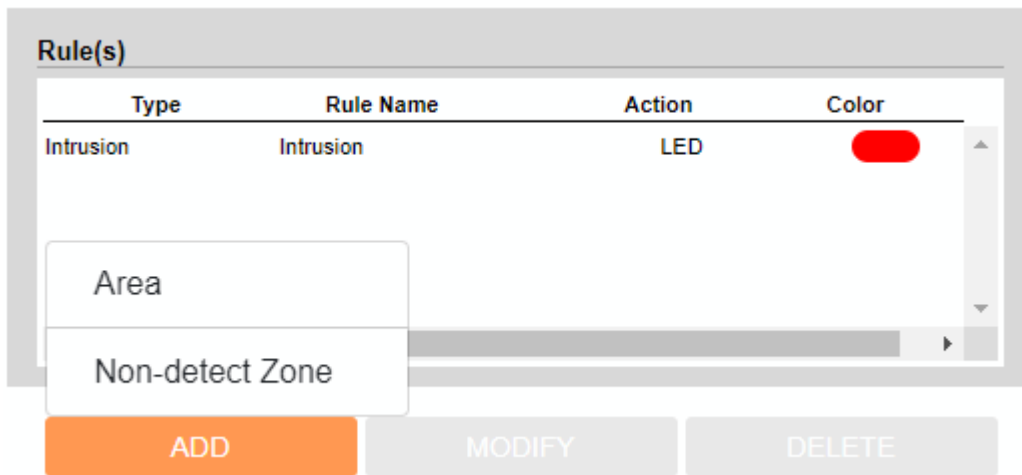 Rule(s)
Type Rule Name Action Color
Intrusion Intrusion LED
Area
Non-detect Zone
ADD MODIFY DELETE